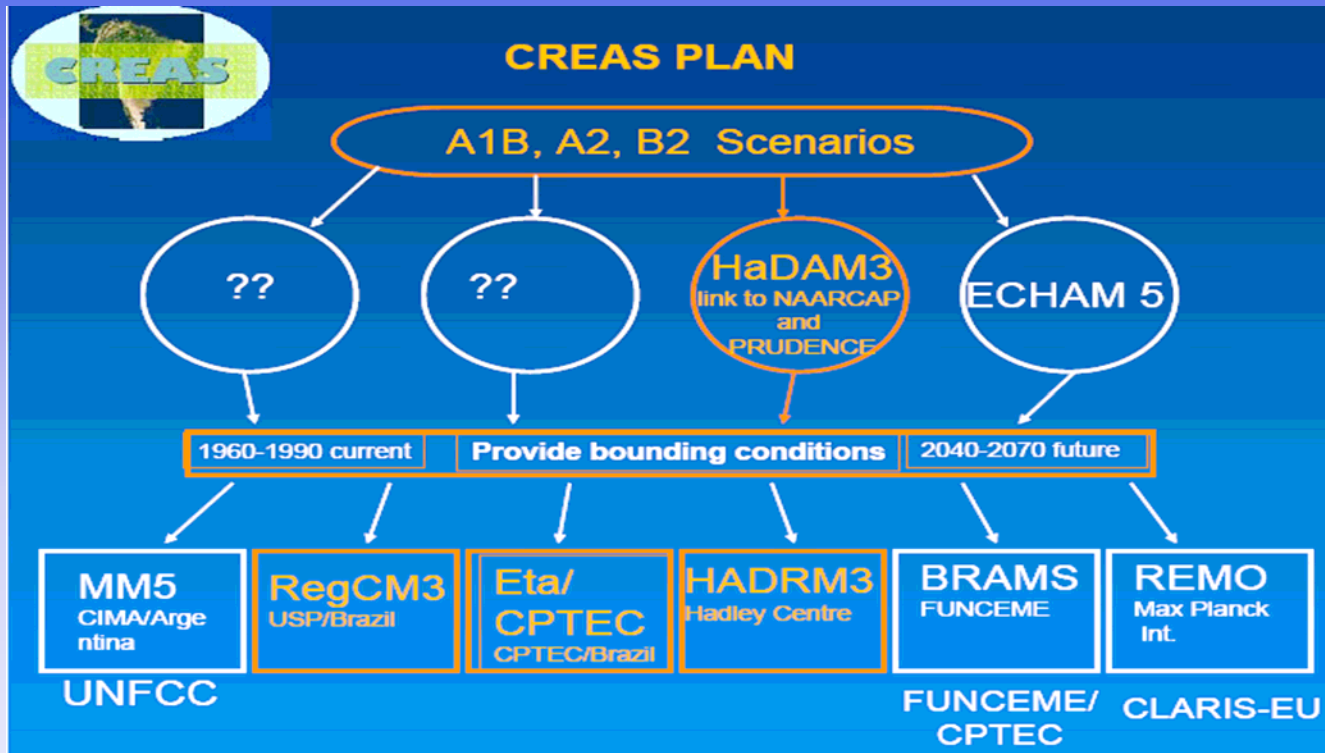 CREAS
CREAS PLAN
A1B, A2, B2 Scenarios
??
??
HaDAM3
link to NAARCAP
and
PRUDENCE
ECHAM 5
1960-1990 current
Provide bounding conditions
2040-2070 future
MM5
CIMA/Arge
ntina
RegCM3
USP/Brazil
Eta/
CPTEC
CPTEC/Brazil
HADRM3
Hadley Centre
BRAMS
FUNCEME
REMO
Max Planck
Int.
UNFCC
FUNCEME/
CPTEC
CLARIS-EU